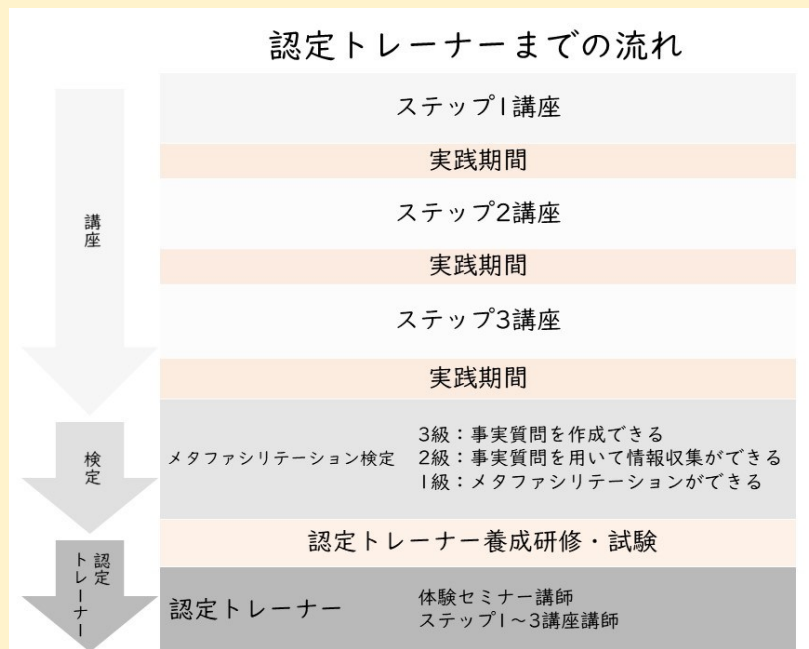 認定トレーナーまでの流れ
ステップ1講座
実践期間
ステップ2講座
実践期間
ステップ3講座
実践期間
講座
メタファシリテーション検定
3級：事実質問を作成できる
2級：事実質問を用いて情報収集ができる
1級：メタファシリテーションができる
検定
認定トレーナー養成研修・試験
認定トレーナー
体験セミナー講師
ステップ1～3講座講師
認定
トレーナー